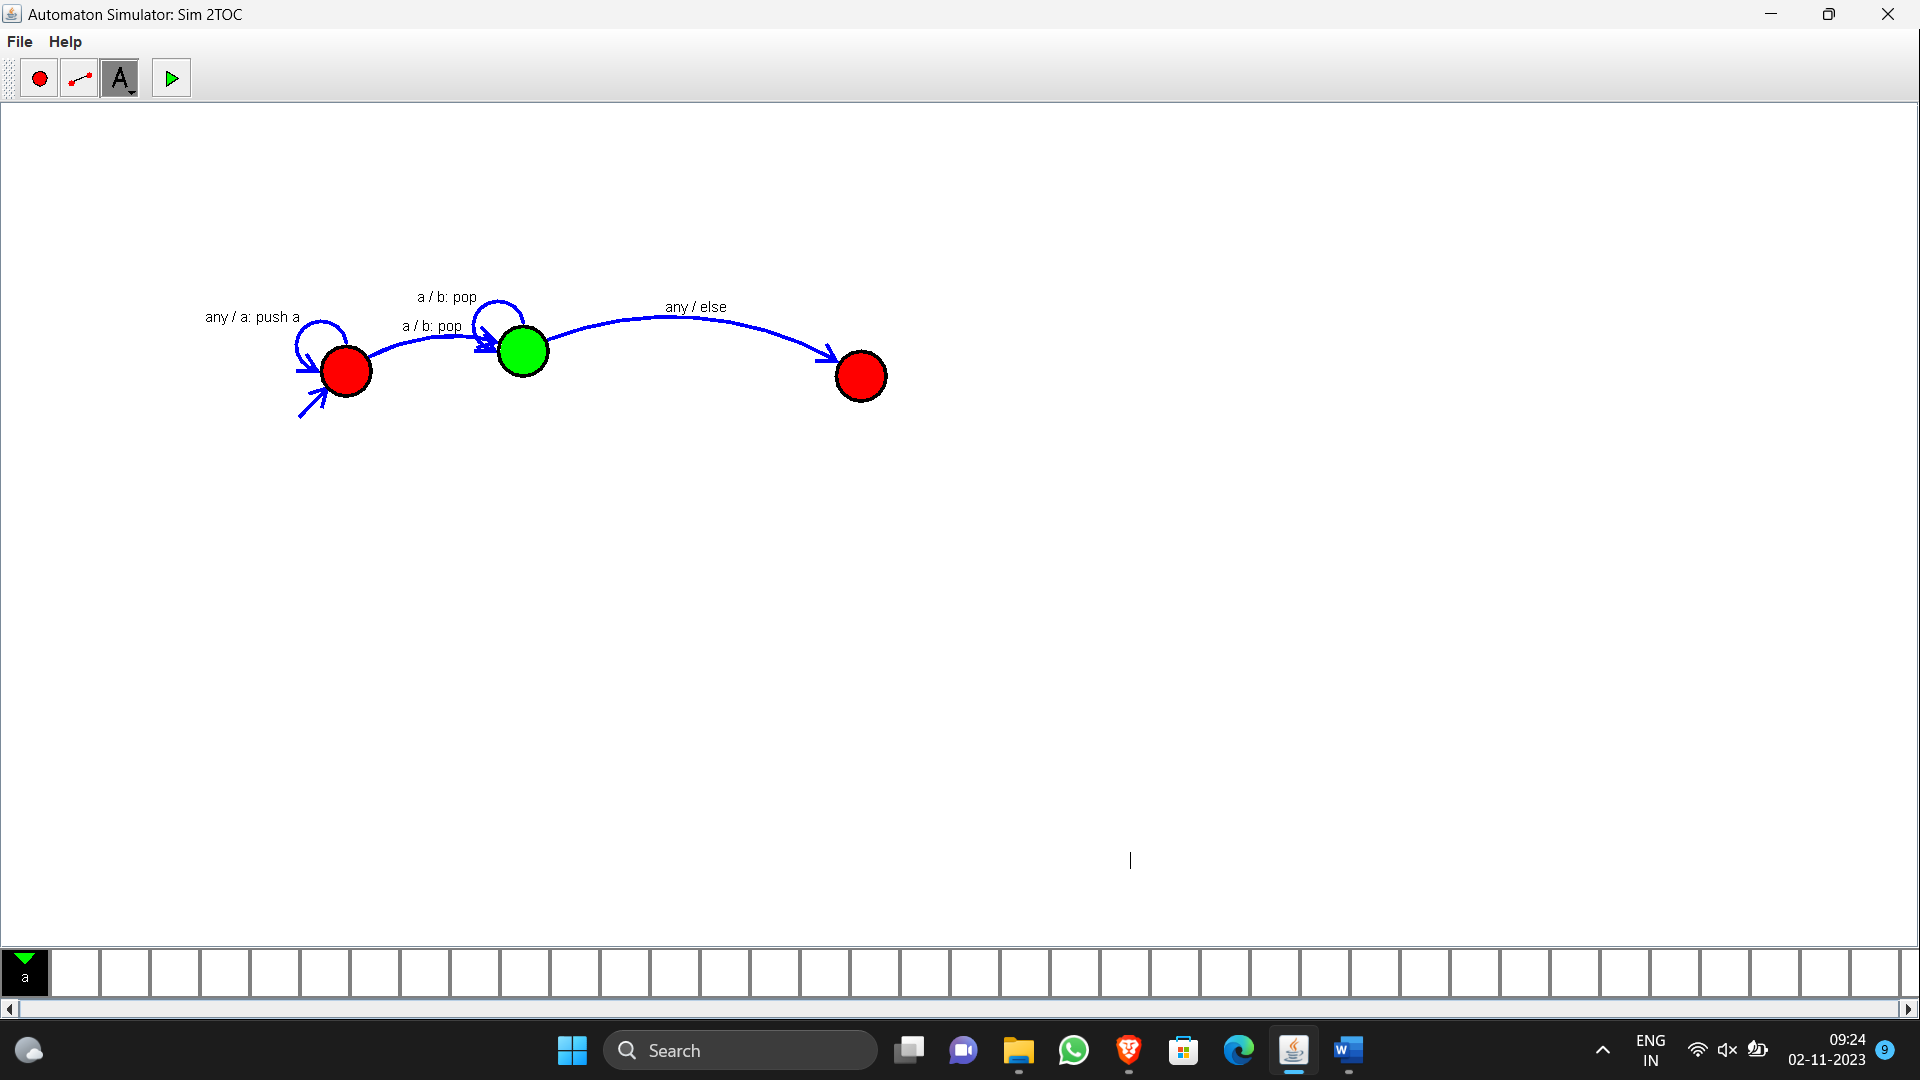 Automaton Simulator: Sim 2TOC
File Help
A
a / b: pop
any / a: push a
any / else
a / b: pop
a
Search
W
ENG
IN
09:24
02-11-2023
9